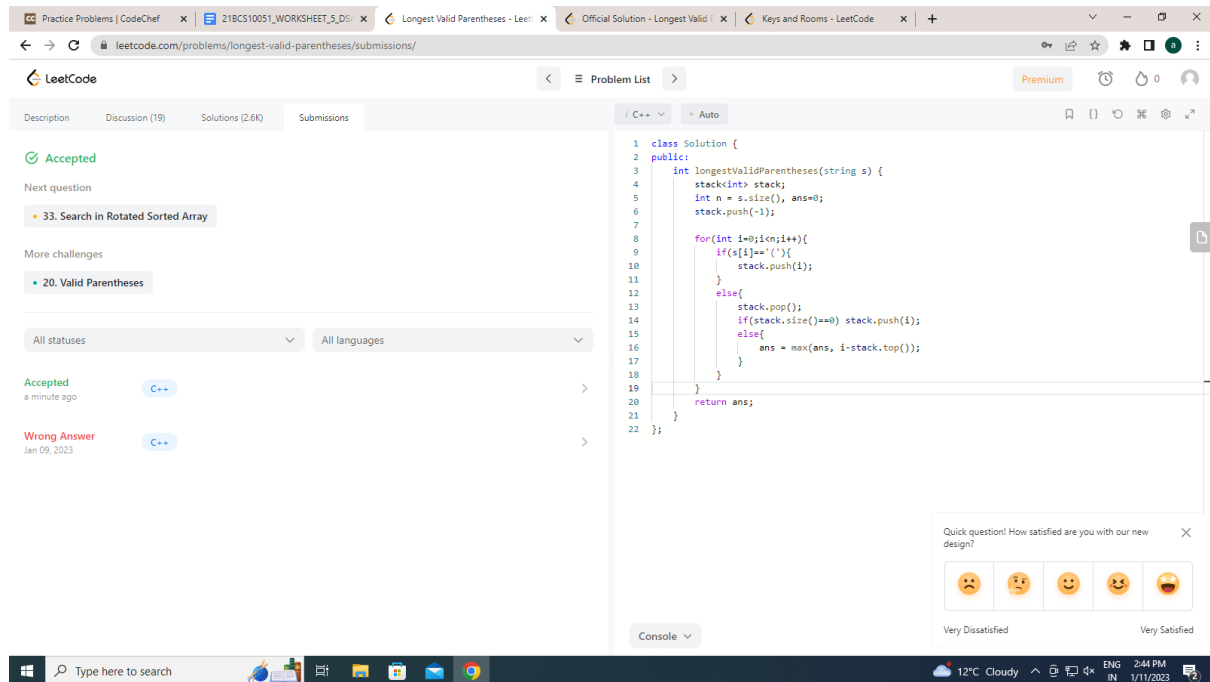 Practice Problems | CodeChef
21BCS10051_WORKSHEET_5_DS
Longest Valid Parentheses - Leet
Official Solution - Longest Valid P
Keys and Rooms - LeetCode
leetcode.com/problems/longest-valid-parentheses/submissions/
a
LeetCode
Problem List
Premium
0
Description
Discussion (19)
Solutions (2.6K)
Submissions
i C++
Auto
Accepted
Next question
33. Search in Rotated Sorted Array
More challenges
20. Valid Parentheses
All statuses
All languages
Accepted
a minute ago
C++
Wrong Answer
Jan 09, 2023
C++
1 class Solution {
2 public:
3 int longestValidParentheses(string s) {
4 stack<int> stack;
5 int n = s.size(), ans=0;
6 stack.push(-1);
7
8 for(int i=0;i<n;i++){
9 if(s[i]=='('){
10 stack.push(i);
11 }
12 else{
13 stack.pop();
14 if(stack.size()==0) stack.push(i);
15 else{
16 ans = max(ans, i-stack.top());
17 }
18 }
19 }
20 return ans;
21 }
22 };
Quick question! How satisfied are you with our new
design?
Very Dissatisfied
Very Satisfied
Console
Type here to search
12°C Cloudy
ENG
IN
2:44 PM
1/11/2023
2